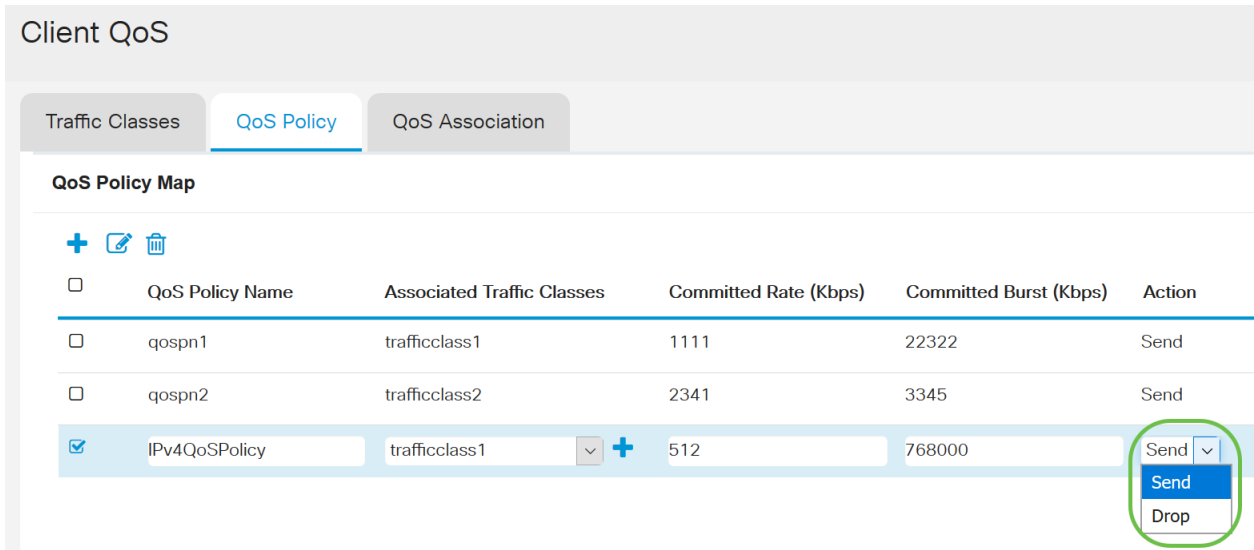 Client QoS
Traffic Classes QoS Policy QoS Association
QoS Policy Map
QoS Policy Name Associated Traffic Classes Committed Rate (Kbps) Committed Burst (Kbps) Action
qospn1 trafficclass1 1111 22322 Send
qospn2 trafficclass2 2341 3345 Send
IPv4QoSPolicy trafficclass1 512 768000 Send
Send
Drop